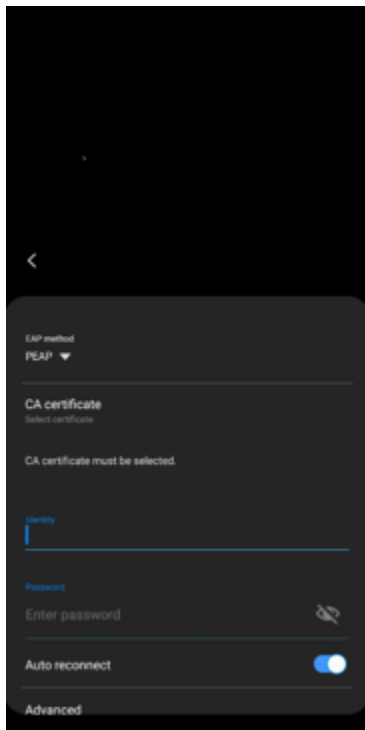 EAP method
PEAP
CA certificate
Select certificate
CA certificate must be selected.
Identity
Password
Enter password
Auto reconnect
Advanced